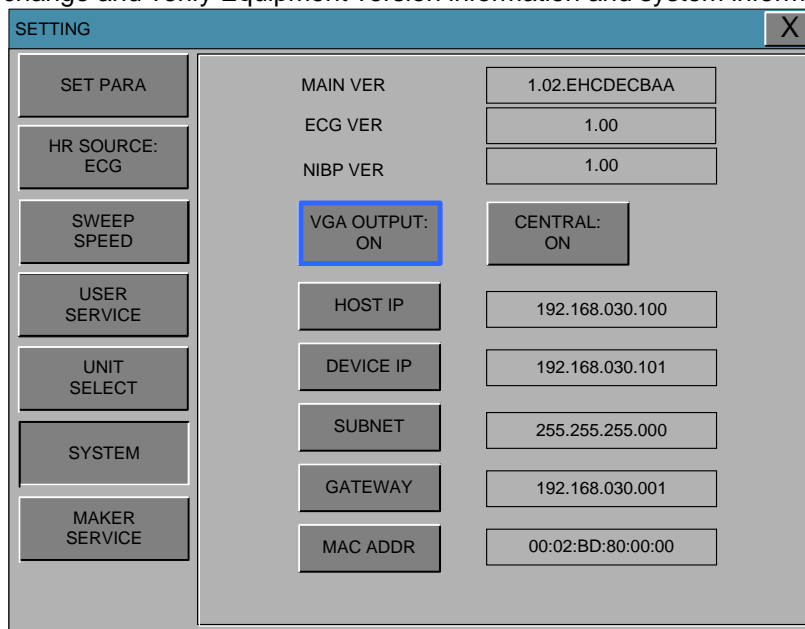 change and verify Equipment version information and system inform
SETTING
X
SET PARA
HR SOURCE:
ECG
SWEEP
SPEED
USER
SERVICE
UNIT
SELECT
SYSTEM
MAKER
SERVICE
MAIN VER
1.02.EHCDECBAA
ECG VER
1.00
NIBP VER
1.00
VGA OUTPUT:
ON
CENTRAL:
ON
HOST IP
192.168.030.100
DEVICE IP
192.168.030.101
SUBNET
255.255.255.000
GATEWAY
192.168.030.001
MAC ADDR
00:02:BD:80:00:00